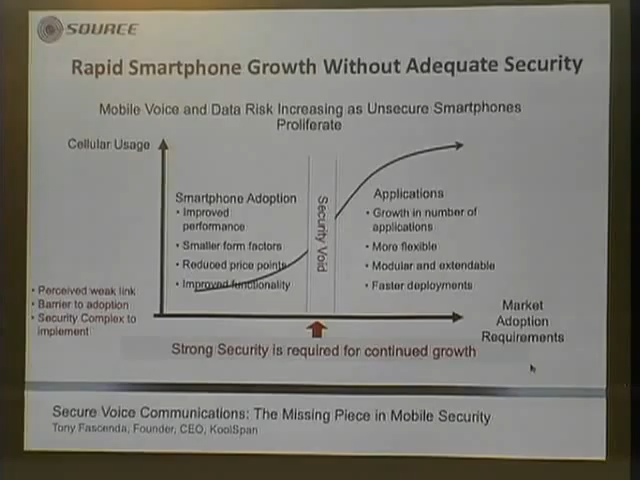 SOURCE
Rapid Smartphone Growth Without Adequate Security
Mobile Voice and Data Risk Increasing as Unsecure Smartphones
Proliferate
Cellular Usage
Smartphone Adoption
• Improved
performance
• Smaller form factors
• Reduced price points
• Improved functionality
Security Void
Applications
• Growth in number of
applications
• More flexible
• Modular and extendable
• Faster deployments
• Perceived weak link
• Barrier to adoption
• Security Complex to
implement
Market
Adoption
Requirements
Strong Security is required for continued growth
Secure Voice Communications: The Missing Piece in Mobile Security
Tony Fascenda, Founder, CEO, KoolSpan